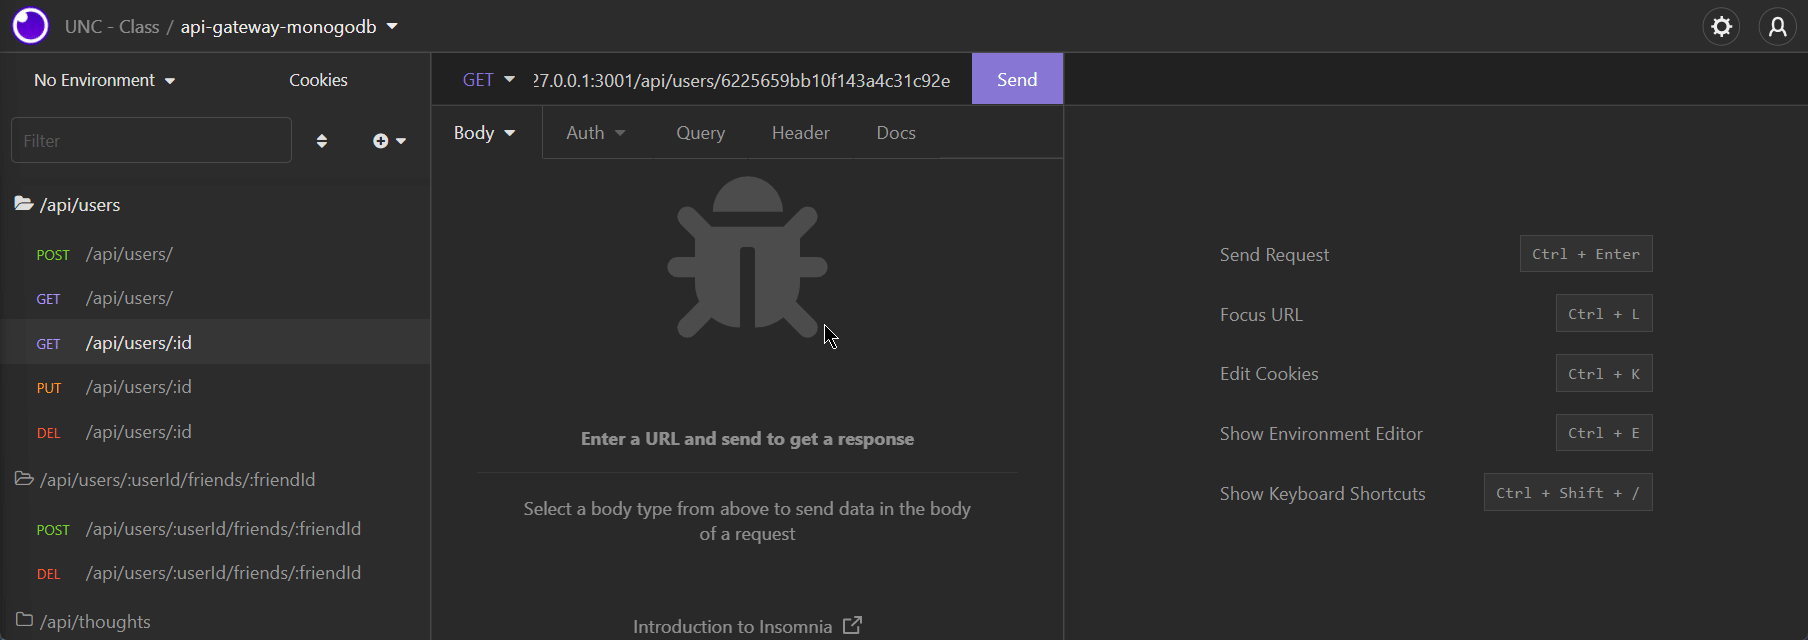 UNC - Class / api-gateway-monogodb
No Environment
Cookies
Filter
/api/users
POST /api/users/
GET /api/users/
GET /api/users/:id
PUT /api/users/:id
DEL /api/users/:id
/api/users/:userId/friends/:friendId
POST /api/users/:userId/friends/:friendId
DEL /api/users/:userId/friends/:friendId
/api/thoughts
GET 27.0.0.1:3001/api/users/6225659bb10f143a4c31c92e Send
Body Auth Query Header Docs
Enter a URL and send to get a response
Select a body type from above to send data in the body
of a request
Introduction to Insomnia
Send Request Ctrl + Enter
Focus URL Ctrl + L
Edit Cookies Ctrl + K
Show Environment Editor Ctrl + E
Show Keyboard Shortcuts Ctrl + Shift + /